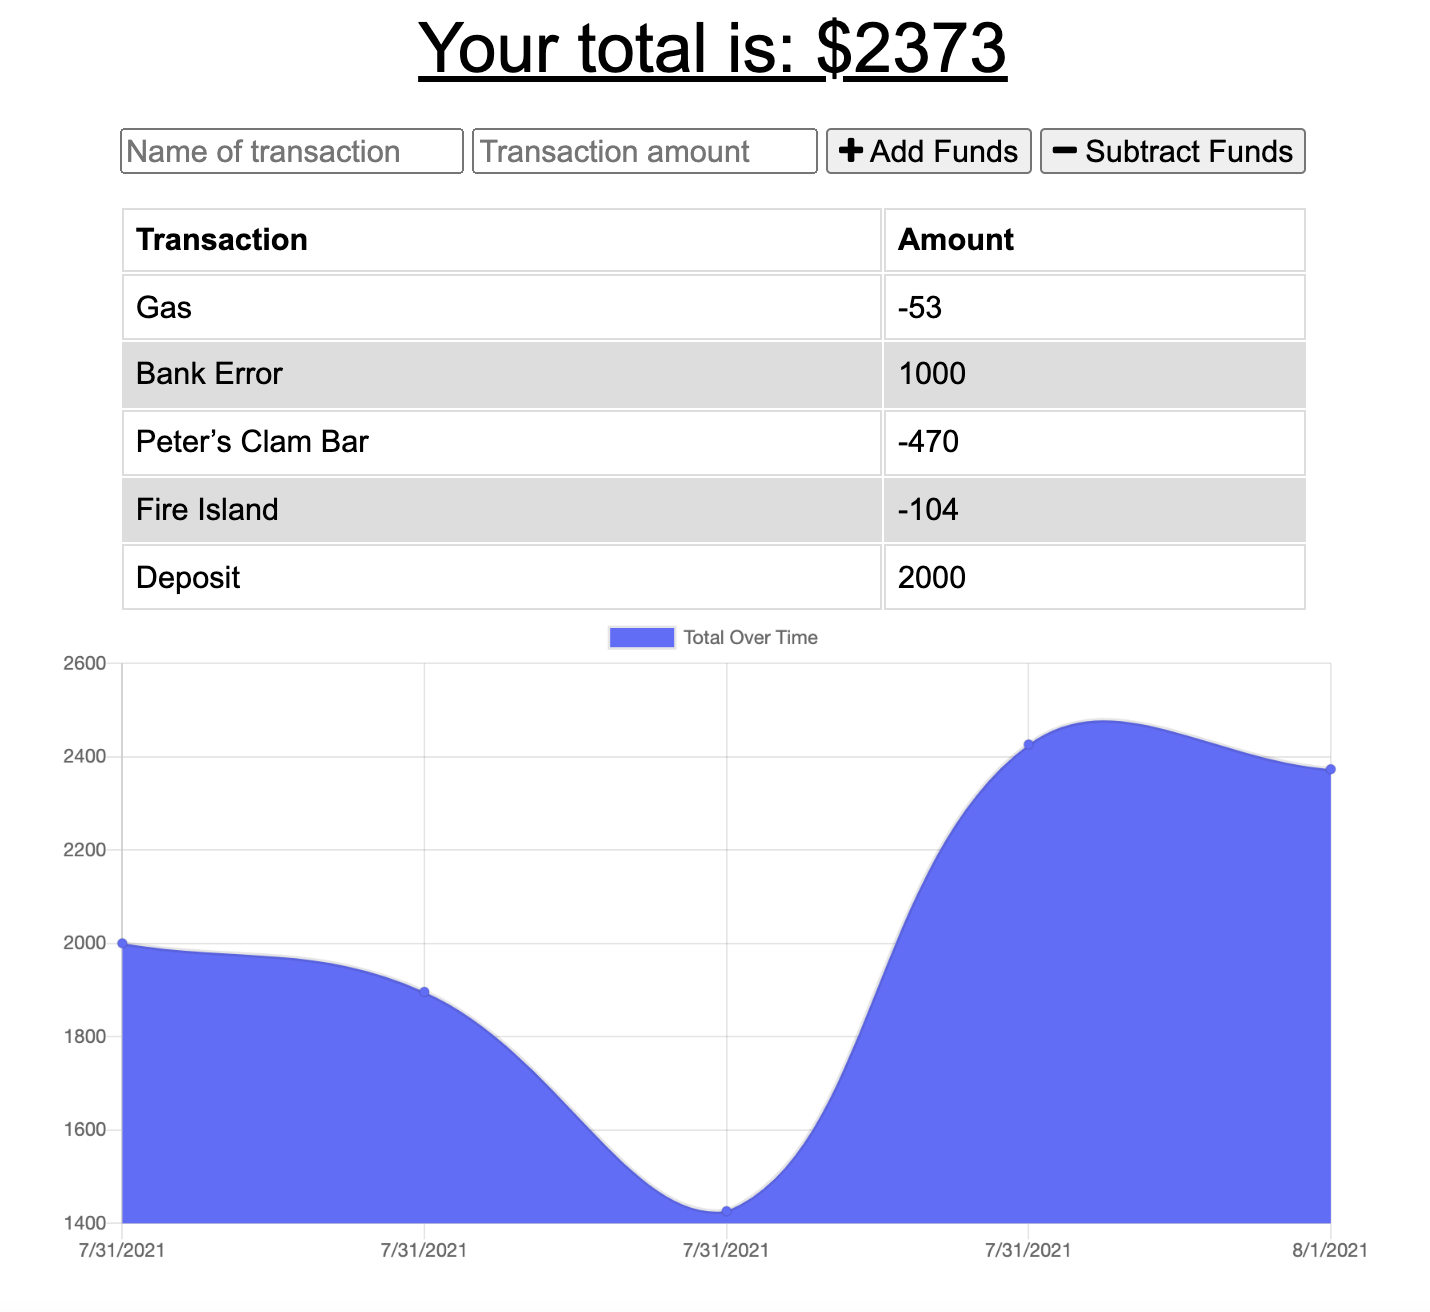 Your total is: $2373
Name of transaction Transaction amount + Add Funds − Subtract Funds
Transaction Amount
Gas -53
Bank Error 1000
Peter’s Clam Bar -470
Fire Island -104
Deposit 2000
Total Over Time
2600
2400
2200
2000
1800
1600
1400
7/31/2021 7/31/2021 7/31/2021 7/31/2021 8/1/2021